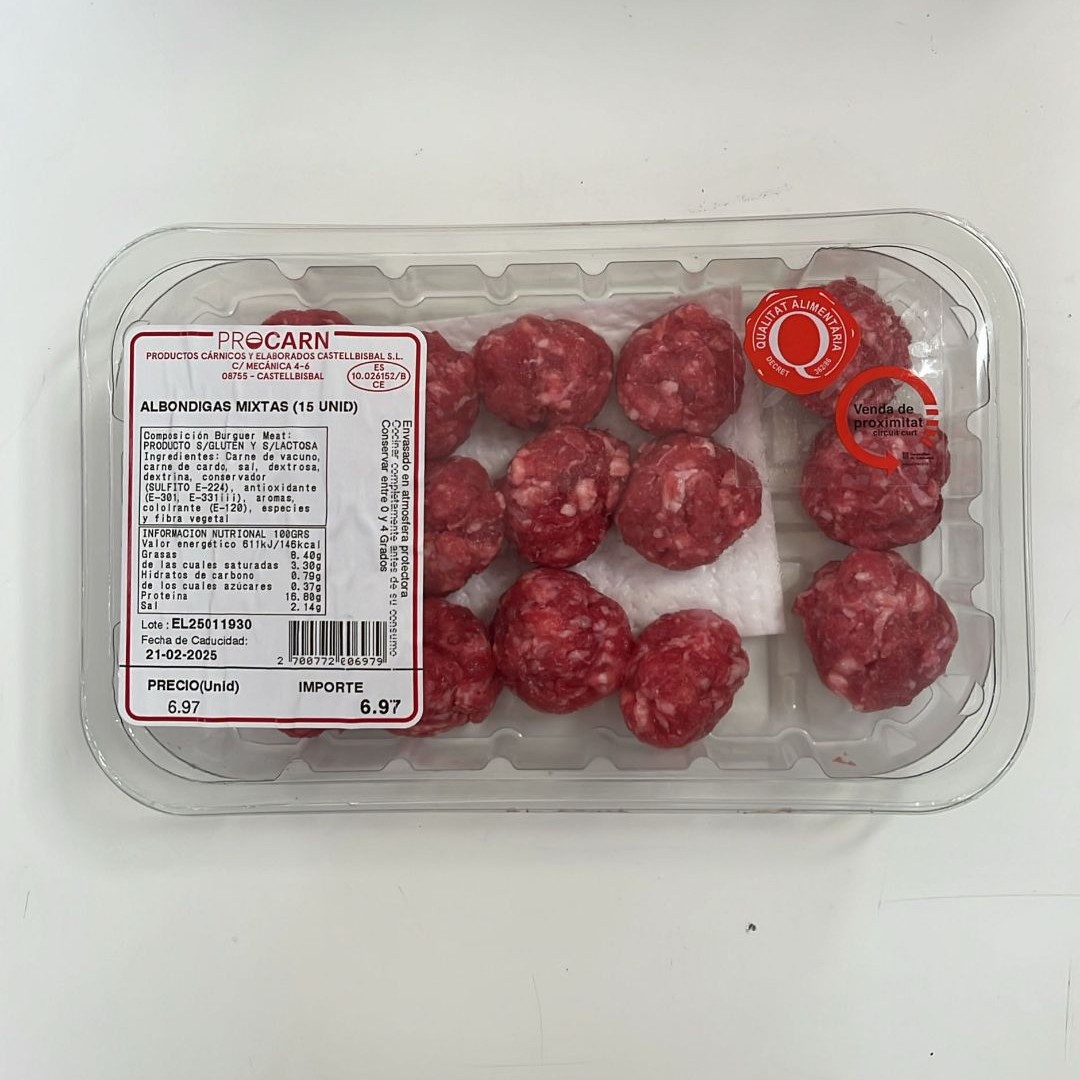 PROCARN
PRODUCTOS CÁRNICOS Y ELABORADOS CASTELLBISBAL S.L.
C/ MECÁNICA 4-6
08755 - CASTELLBISBAL
ES
10.026152/B
CE
ALBONDIGAS MIXTAS (15 UNID)
Composición Burguer Meat:
PRODUCTO S/GLUTEN Y S/LACTOSA
Ingredientes: Carne de vacuno,
carne de cardo, sal, dextrosa,
dextrina, conservador
(SULFITO E-224), antioxidante
(E-301, E-331iii), aromas,
cololrante (E-120), especies
y fibra vegetal
INFORMACION NUTRIONAL 100GRS
Valor energético 611kJ/146kcal
Grasas 8.40g
de las cuales saturadas 3.30g
Hidratos de carbono 0.79g
de los cuales azúcares 0.37g
Proteina 16.80g
Sal 2.14g
Envasado en atmosfera protectora
Cocinar completamente antes de su consumo
Conservar entre 0 y 4 Grados
Lote : EL25011930
Fecha de Caducidad:
21-02-2025
2 700772 006979
PRECIO(Unid) IMPORTE
6.97 6.97
QUALITAT ALIMENTÀRIA
Q
DECRET 362/86
Venda de
proximitat
circuit curt